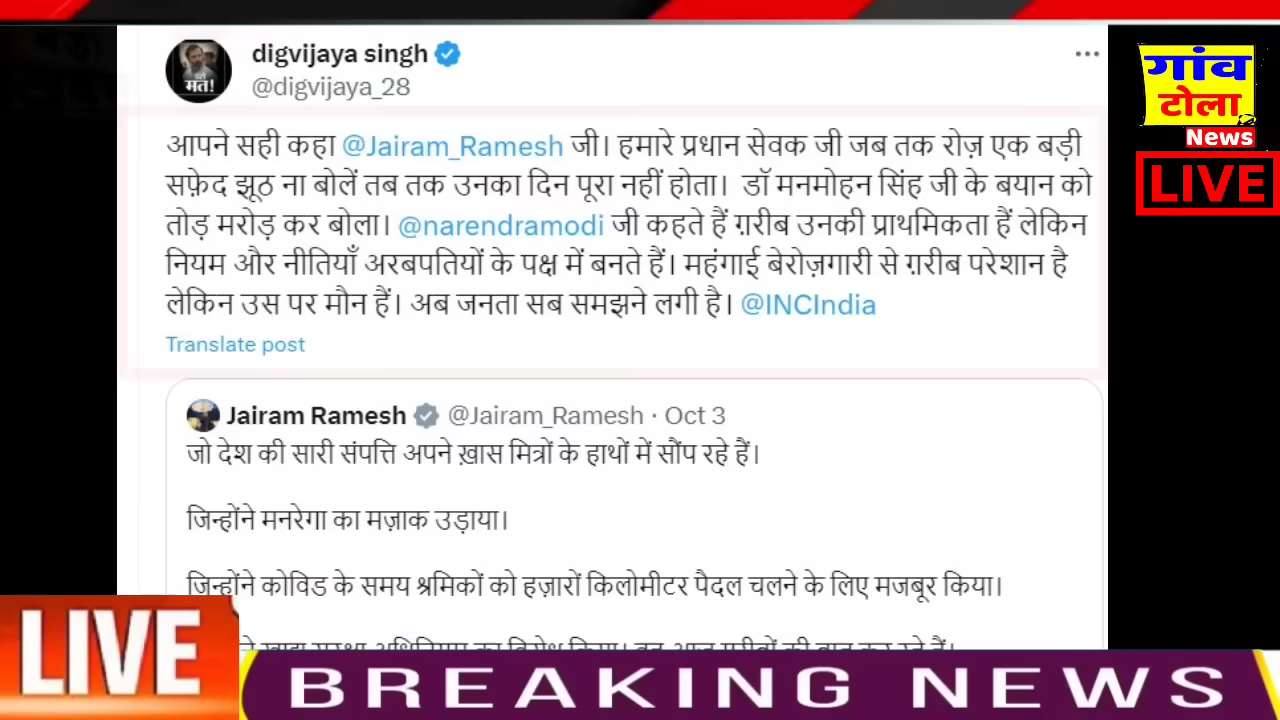 digvijaya singh
@digvijaya_28
मत!
आपने सही कहा @Jairam_Ramesh जी। हमारे प्रधान सेवक जी जब तक रोज़ एक बड़ी
सफ़ेद झूठ ना बोलें तब तक उनका दिन पूरा नहीं होता। डॉ मनमोहन सिंह जी के बयान को
तोड़ मरोड़ कर बोला। @narendramodi जी कहते हैं ग़रीब उनकी प्राथमिकता हैं लेकिन
नियम और नीतियाँ अरबपतियों के पक्ष में बनते हैं। महंगाई बेरोज़गारी से ग़रीब परेशान है
लेकिन उस पर मौन हैं। अब जनता सब समझने लगी है। @INCIndia
Translate post
Jairam Ramesh @Jairam_Ramesh · Oct 3
जो देश की सारी संपत्ति अपने ख़ास मित्रों के हाथों में सौंप रहे हैं।
जिन्होंने मनरेगा का मज़ाक उड़ाया।
जिन्होंने कोविड के समय श्रमिकों को हज़ारों किलोमीटर पैदल चलने के लिए मजबूर किया।
गांव
टोला
News
LIVE
LIVE
BREAKING NEWS